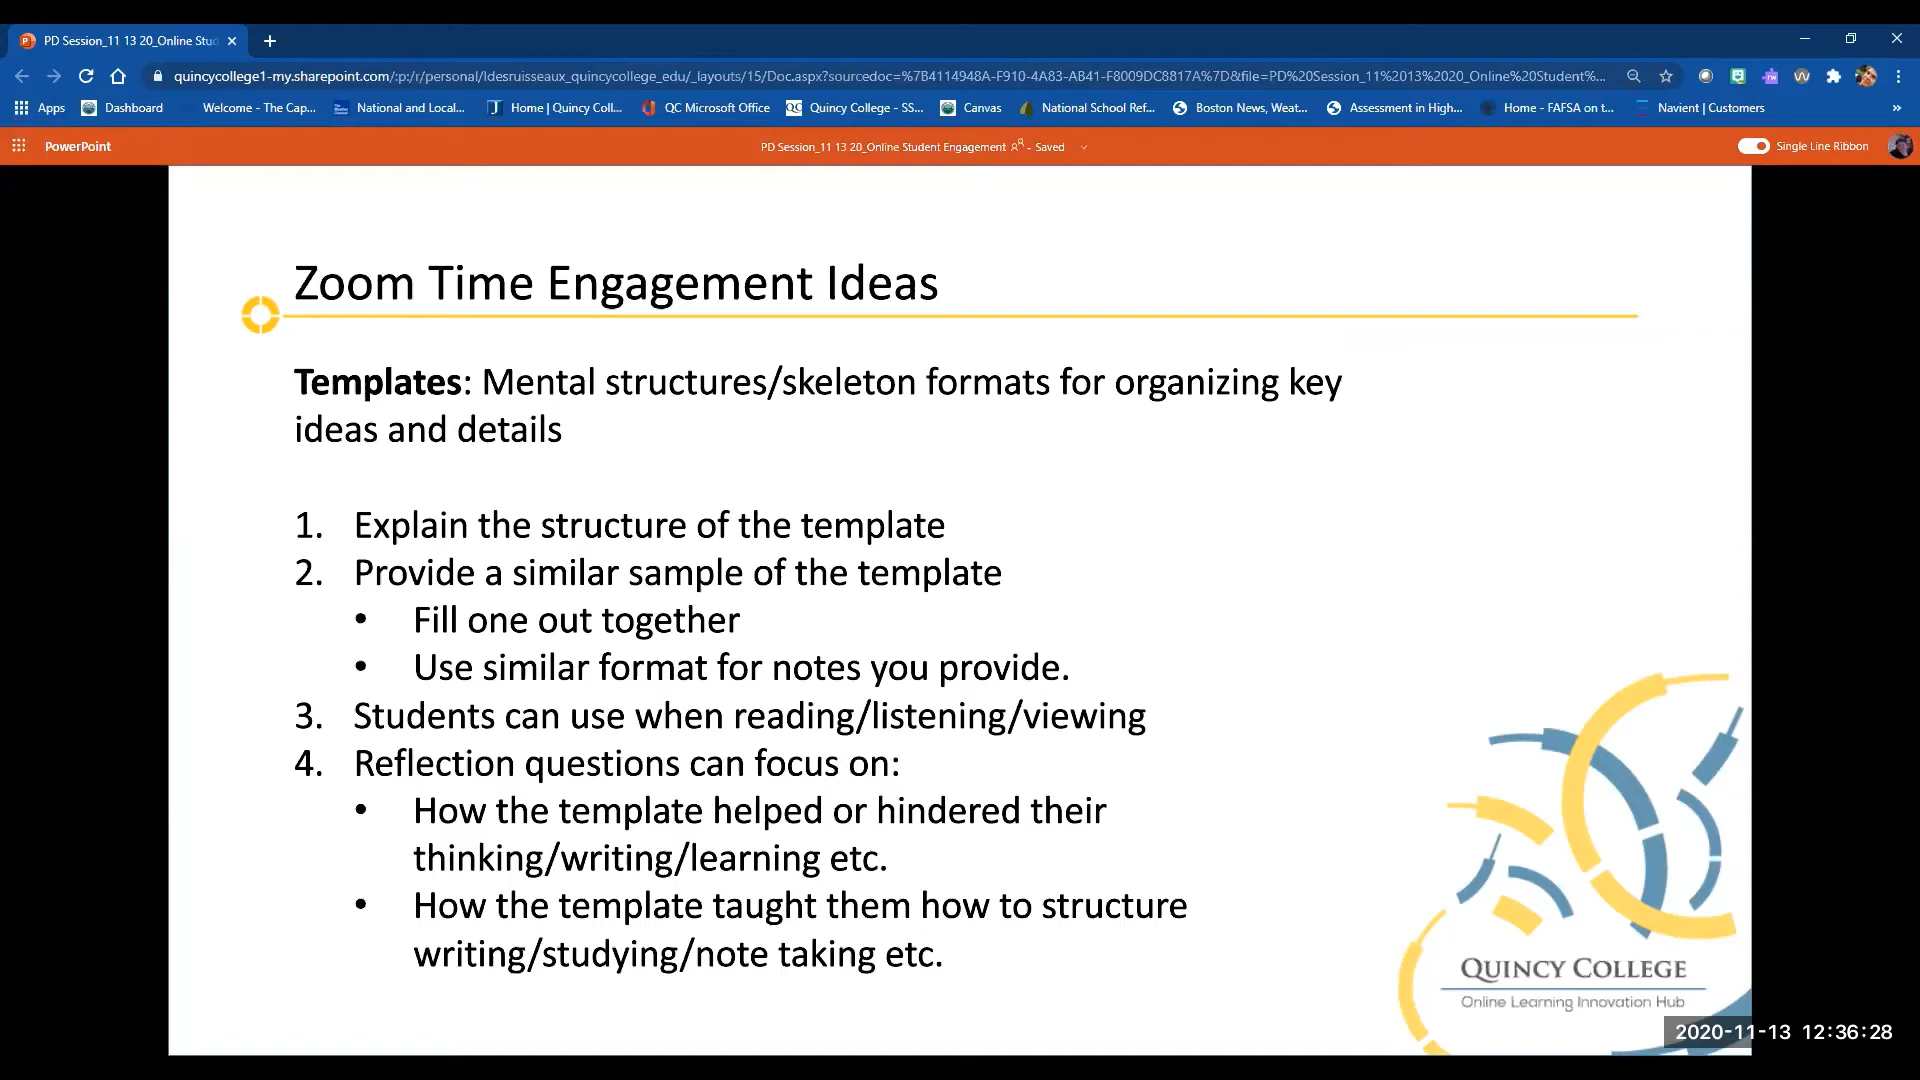 PD Session_11 13 20_Online Stuc
quincycollege1-my.sharepoint.com/:p:/r/personal/ldesruisseaux_quincycollege_edu/_layouts/15/Doc.aspx?sourcedoc=%7B4114948A-F910-4A83-AB41-F8009DC8817A%7D&file=PD%20Session_11%2013%2020_Online%20Student%...
Apps Dashboard Welcome - The Cap... National and Local... Home | Quincy Coll... QC Microsoft Office Quincy College - SS... Canvas National School Ref... Boston News, Weat... Assessment in High... Home - FAFSA on t... Navient | Customers »
PowerPoint PD Session_11 13 20_Online Student Engagement - Saved Single Line Ribbon
Zoom Time Engagement Ideas
Templates: Mental structures/skeleton formats for organizing key
ideas and details
1. Explain the structure of the template
2. Provide a similar sample of the template
• Fill one out together
• Use similar format for notes you provide.
3. Students can use when reading/listening/viewing
4. Reflection questions can focus on:
• How the template helped or hindered their
thinking/writing/learning etc.
• How the template taught them how to structure
writing/studying/note taking etc.
QUINCY COLLEGE
Online Learning Innovation Hub
2020-11-13 12:36:28